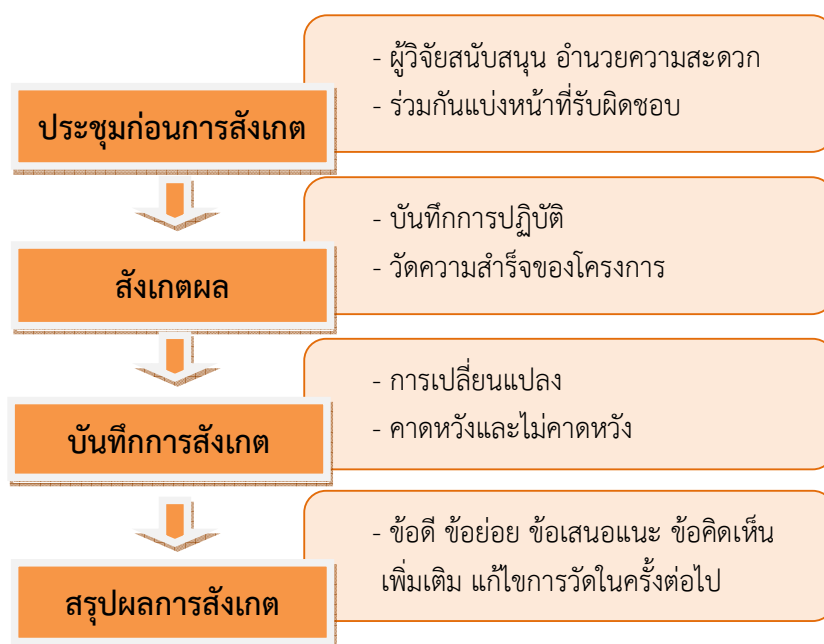 ประชุมก่อนการสังเกต
- ผู้วิจัยสนับสนุน อำนวยความสะดวก
- ร่วมกันแบ่งหน้าที่รับผิดชอบ
สังเกตผล
- บันทึกการปฏิบัติ
- วัดความสำเร็จของโครงการ
บันทึกการสังเกต
- การเปลี่ยนแปลง
- คาดหวังและไม่คาดหวัง
สรุปผลการสังเกต
- ข้อดี ข้อย่อย ข้อเสนอแนะ ข้อคิดเห็น
เพิ่มเติม แก้ไขการวัดในครั้งต่อไป